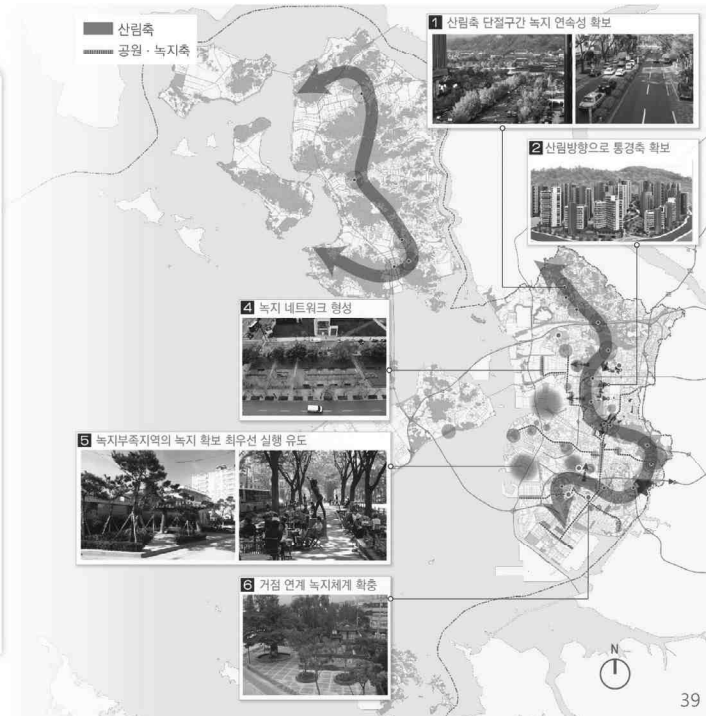 산림축
공원 · 녹지축
1 산림축 단절구간 녹지 연속성 확보
2 산림방향으로 통경축 확보
4 녹지 네트워크 형성
5 녹지부족지역의 녹지 확보 최우선 실행 유도
6 거점 연계 녹지체계 확충
N
39